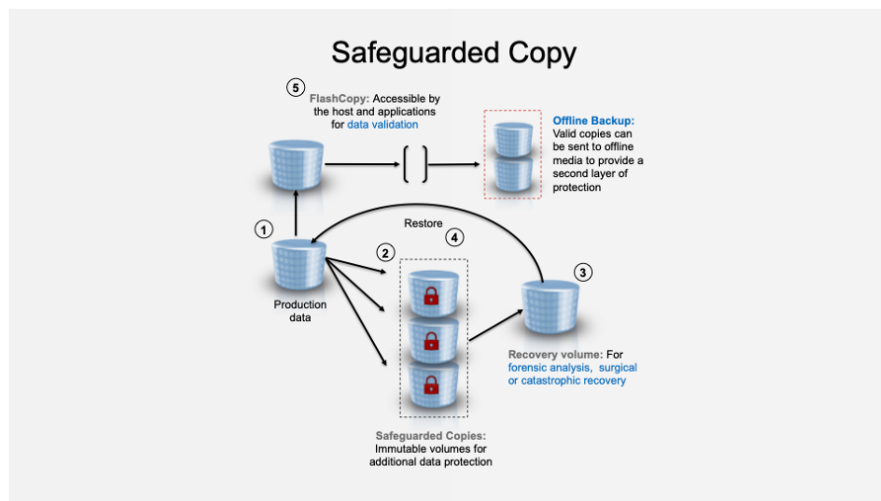 Safeguarded Copy
5
FlashCopy: Accessible by
the host and applications
for data validation
Offline Backup:
Valid copies can
be sent to offline
media to provide a
second layer of
protection
1
Restore
2
4
3
Production
data
Recovery volume: For
forensic analysis, surgical
or catastrophic recovery
Safeguarded Copies:
Immutable volumes for
additional data protection